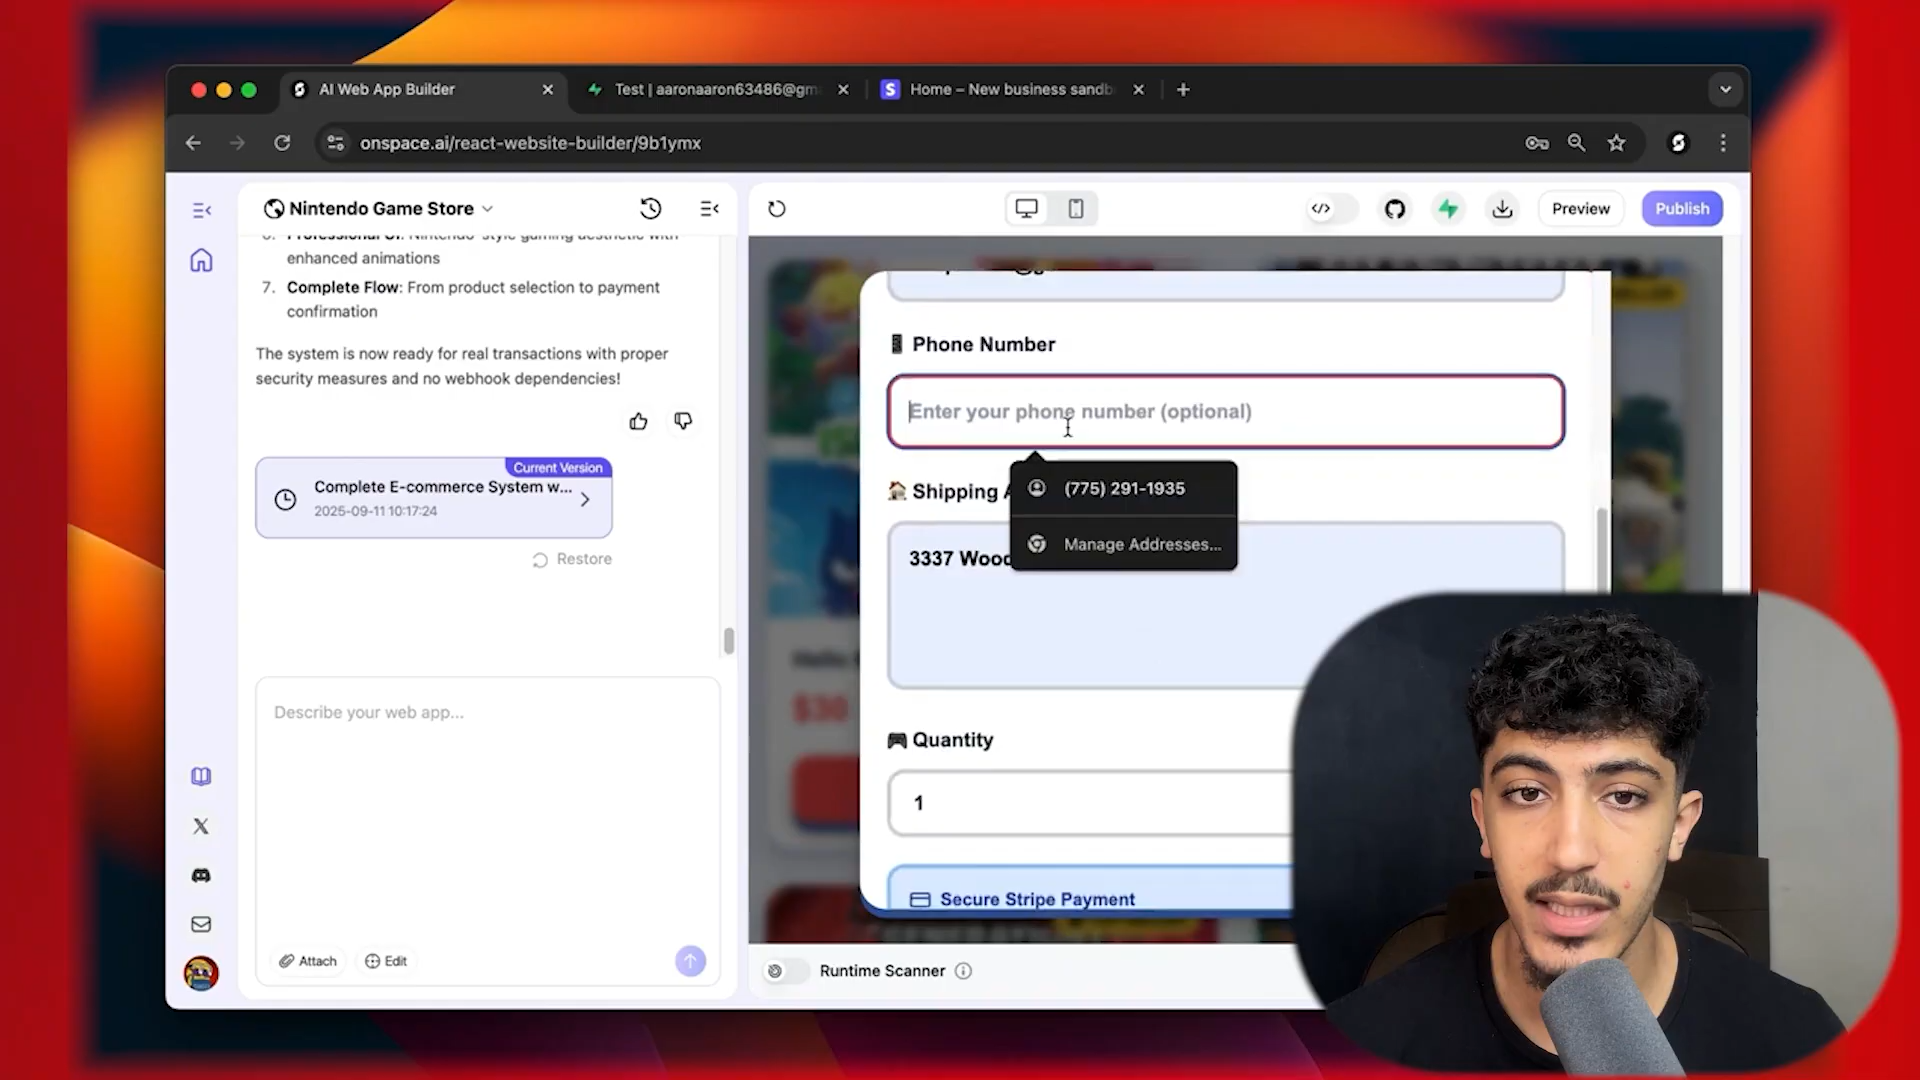 AI Web App Builder
Test | aaronaaron63486@gm
Home – New business sandb
onspace.ai/react-website-builder/9b1ymx
Nintendo Game Store
Preview
Publish
enhanced animations
7. Complete Flow: From product selection to payment
confirmation
The system is now ready for real transactions with proper
security measures and no webhook dependencies!
Current Version
Complete E-commerce System w...
2025-09-11 10:17:24
Restore
Describe your web app...
Attach
Edit
Phone Number
Enter your phone number (optional)
(775) 291-1935
Manage Addresses...
Shipping
3337 Wood
Quantity
1
Secure Stripe Payment
$30
Runtime Scanner